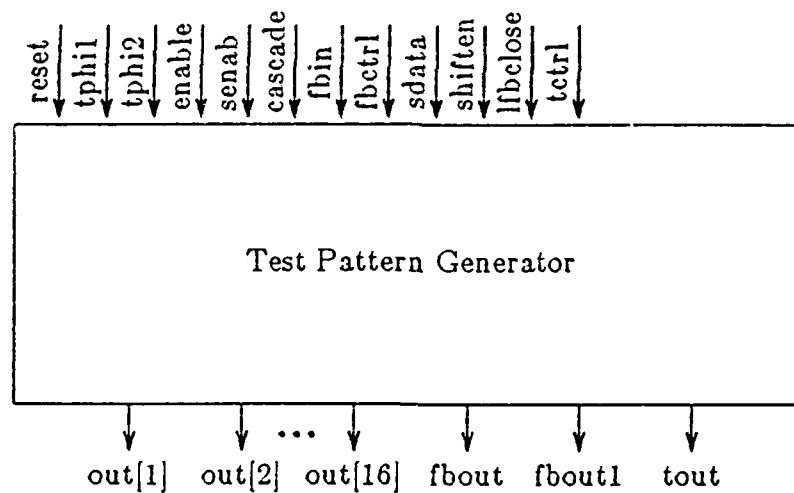 reset
tphi1
tphi2
enable
senab
cascade
fbin
fbctrl
sdata
shiften
lfbclose
tctrl
Test Pattern Generator
out[1] out[2] ••• out[16] fbout fbout1 tout